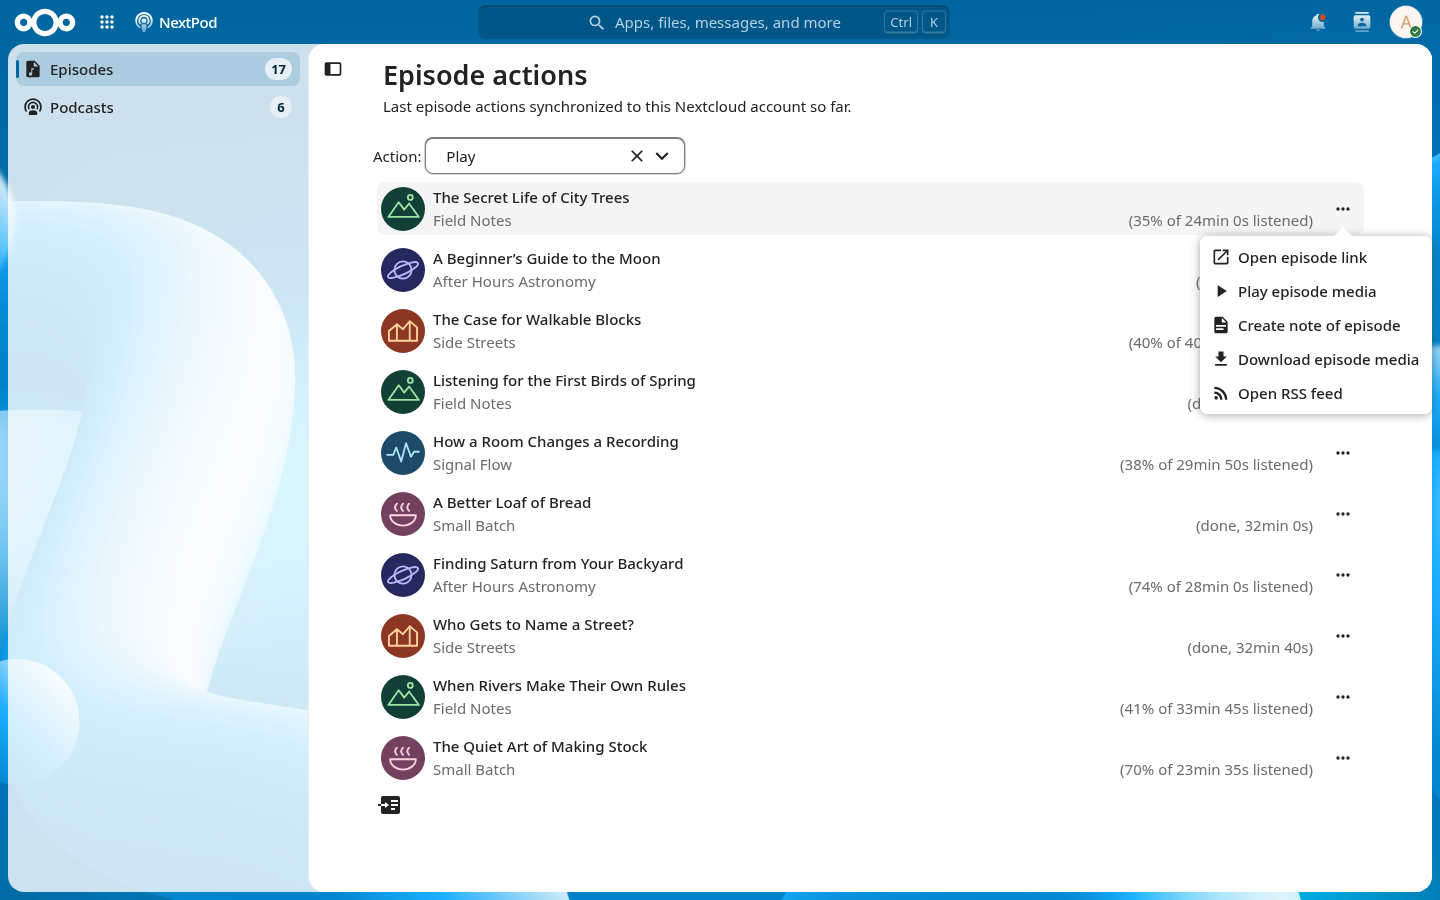 NextPod
Apps, files, messages, and more
Ctrl K
A
Episodes 17
Podcasts 6
Episode actions
Last episode actions synchronized to this Nextcloud account so far.
Action: Play
The Secret Life of City Trees
Field Notes (35% of 24min 0s listened)
A Beginner’s Guide to the Moon
After Hours Astronomy (
The Case for Walkable Blocks
Side Streets (40% of 40
Listening for the First Birds of Spring
Field Notes (d
Open episode link
Play episode media
Create note of episode
Download episode media
Open RSS feed
How a Room Changes a Recording
Signal Flow (38% of 29min 50s listened)
A Better Loaf of Bread
Small Batch (done, 32min 0s)
Finding Saturn from Your Backyard
After Hours Astronomy (74% of 28min 0s listened)
Who Gets to Name a Street?
Side Streets (done, 32min 40s)
When Rivers Make Their Own Rules
Field Notes (41% of 33min 45s listened)
The Quiet Art of Making Stock
Small Batch (70% of 23min 35s listened)